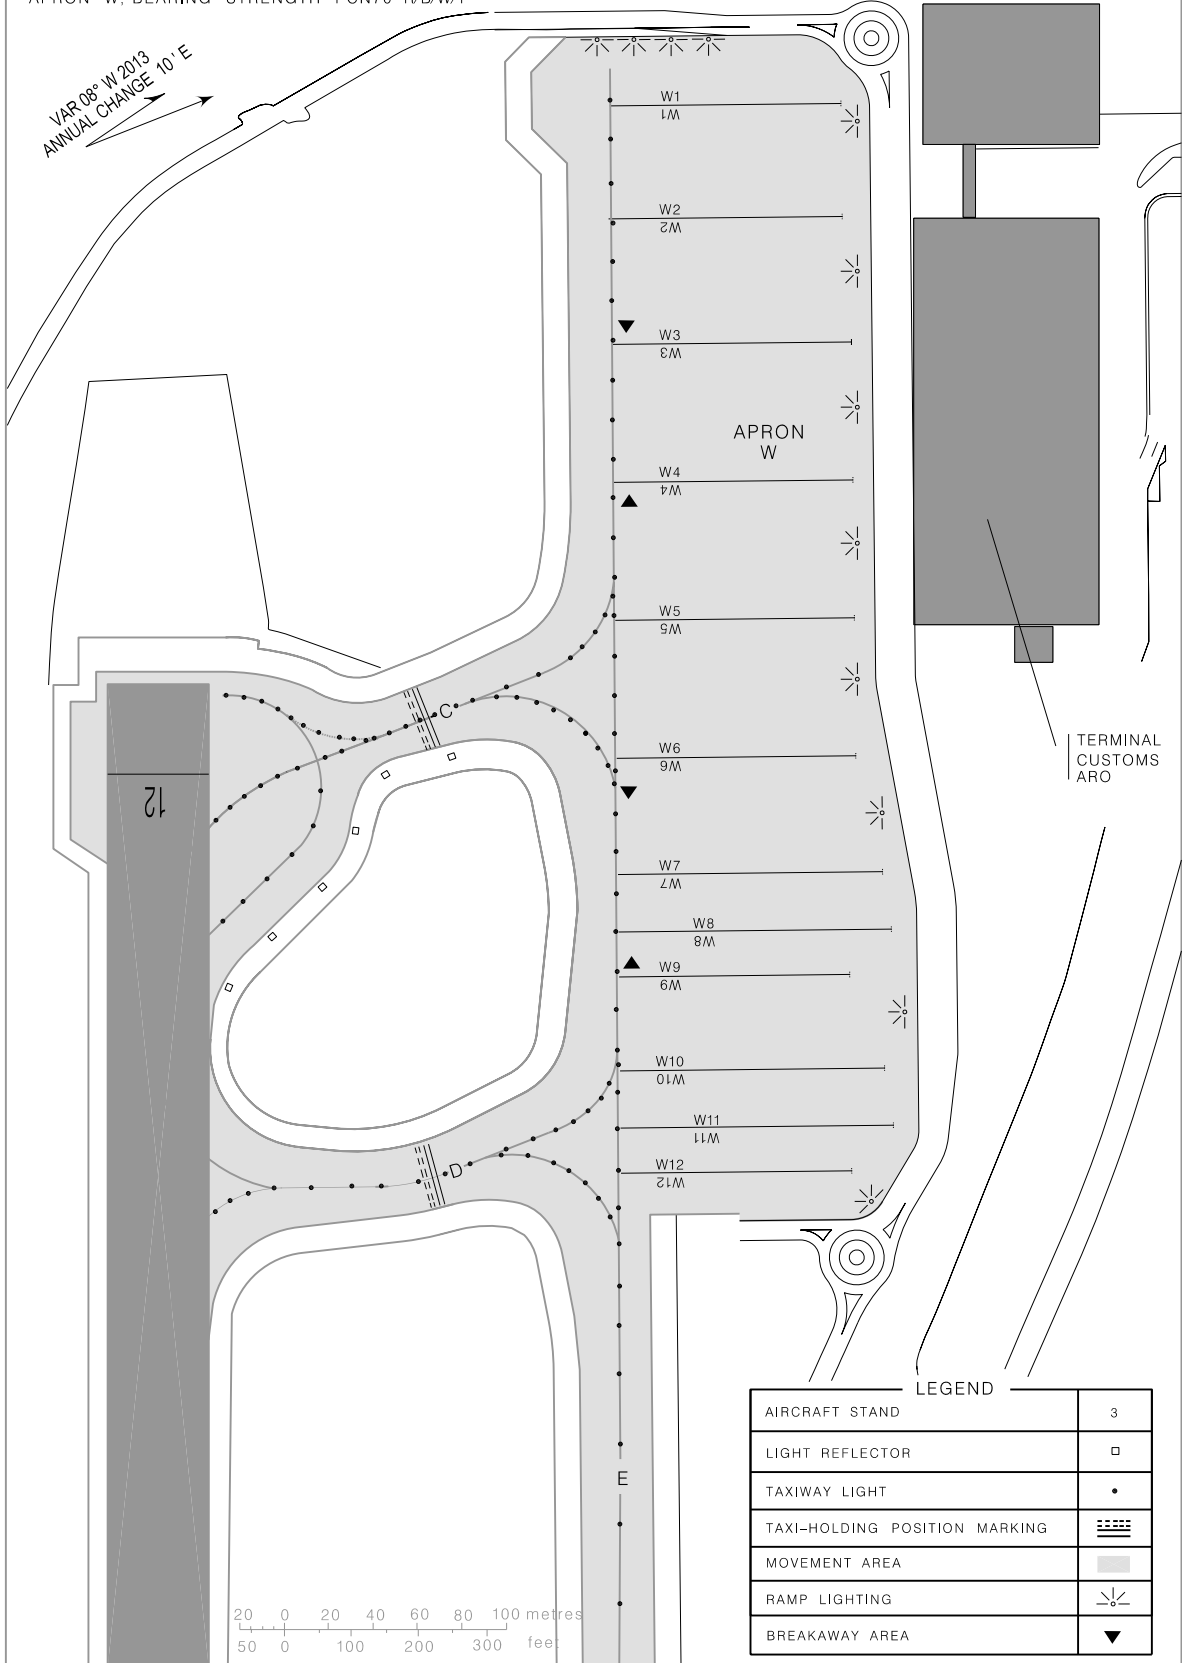 VAR 08° W 2013
ANNUAL CHANGE 10' E
W1
W1
W2
W2
W3
W3
APRON
W
W4
W4
W5
W5
C
W6
W6
TERMINAL
CUSTOMS
ARO
12
W7
W7
W8
W8
W9
W9
W10
W10
W11
W11
D
W12
W12
E
LEGEND
AIRCRAFT STAND 3
LIGHT REFLECTOR
TAXIWAY LIGHT
TAXI-HOLDING POSITION MARKING
MOVEMENT AREA
RAMP LIGHTING
BREAKAWAY AREA
20 0 20 40 60 80 100 metres
50 0 100 200 300 feet